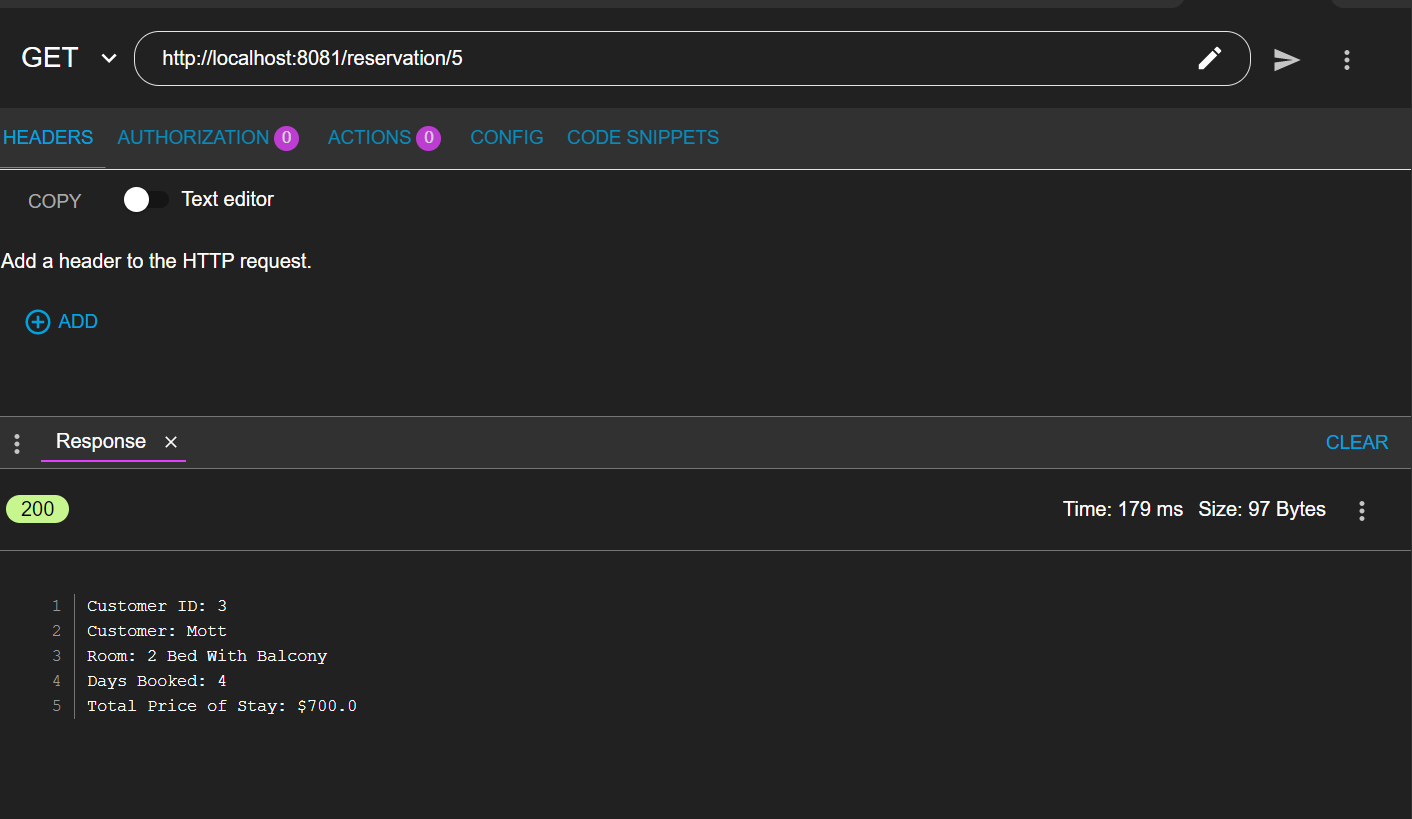 GET http://localhost:8081/reservation/5
HEADERS AUTHORIZATION 0 ACTIONS 0 CONFIG CODE SNIPPETS
COPY Text editor
Add a header to the HTTP request.
ADD
Response CLEAR
200 Time: 179 ms Size: 97 Bytes
1 Customer ID: 3
2 Customer: Mott
3 Room: 2 Bed With Balcony
4 Days Booked: 4
5 Total Price of Stay: $700.0